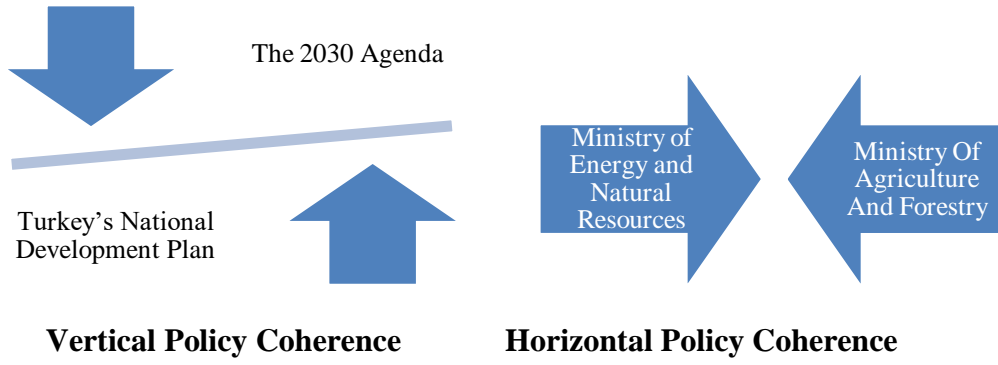 The 2030 Agenda
Turkey's National
Development Plan
Ministry of
Energy and
Natural
Resources
Ministry Of
Agriculture
And Forestry
Vertical Policy Coherence
Horizontal Policy Coherence